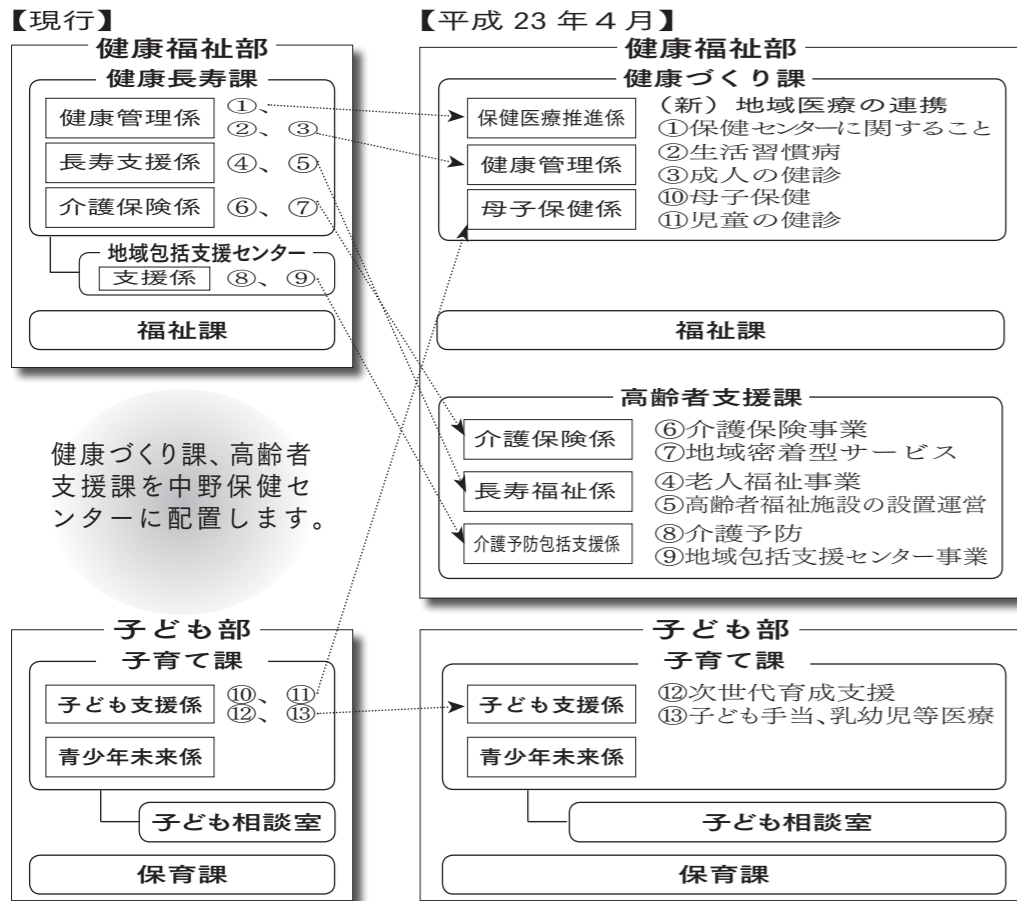 【現行】
健康福祉部
健康長寿課
健康管理係 ①、
②、③
長寿支援係 ④、⑤
介護保険係 ⑥、⑦
地域包括支援センター
支援係 ⑧、⑨
福祉課
健康づくり課、高齢者
支援課を中野保健セ
ンターに配置します。
子ども部
子育て課
子ども支援係 ⑩、⑪
⑫、⑬
青少年未来係
子ども相談室
保育課
【平成23年4月】
健康福祉部
健康づくり課
保健医療推進係
健康管理係
母子保健係
(新)地域医療の連携
①保健センターに関すること
②生活習慣病
③成人の健診
⑩母子保健
⑪児童の健診
福祉課
高齢者支援課
介護保険係
⑥介護保険事業
⑦地域密着型サービス
長寿福祉係
④老人福祉事業
⑤高齢者福祉施設の設置運営
介護予防包括支援係
⑧介護予防
⑨地域包括支援センター事業
子ども部
子育て課
子ども支援係
⑫次世代育成支援
⑬子ども手当、乳幼児等医療
青少年未来係
子ども相談室
保育課